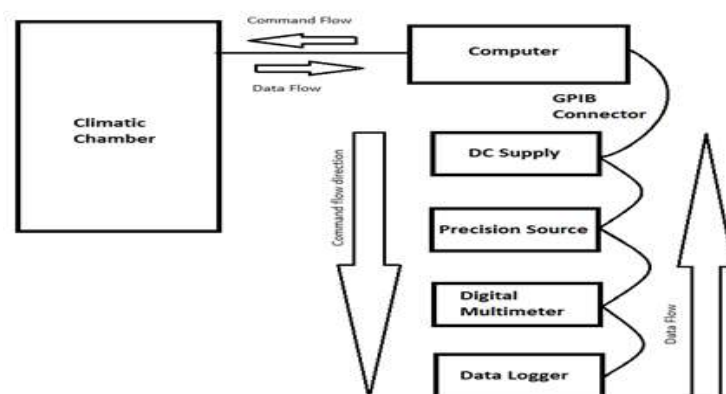 Command Flow
Data Flow
Computer
Climatic
Chamber
GPIB
Connector
DC Supply
Command flow direction
Precision Source
Digital
Multimeter
Data Flow
Data Logger